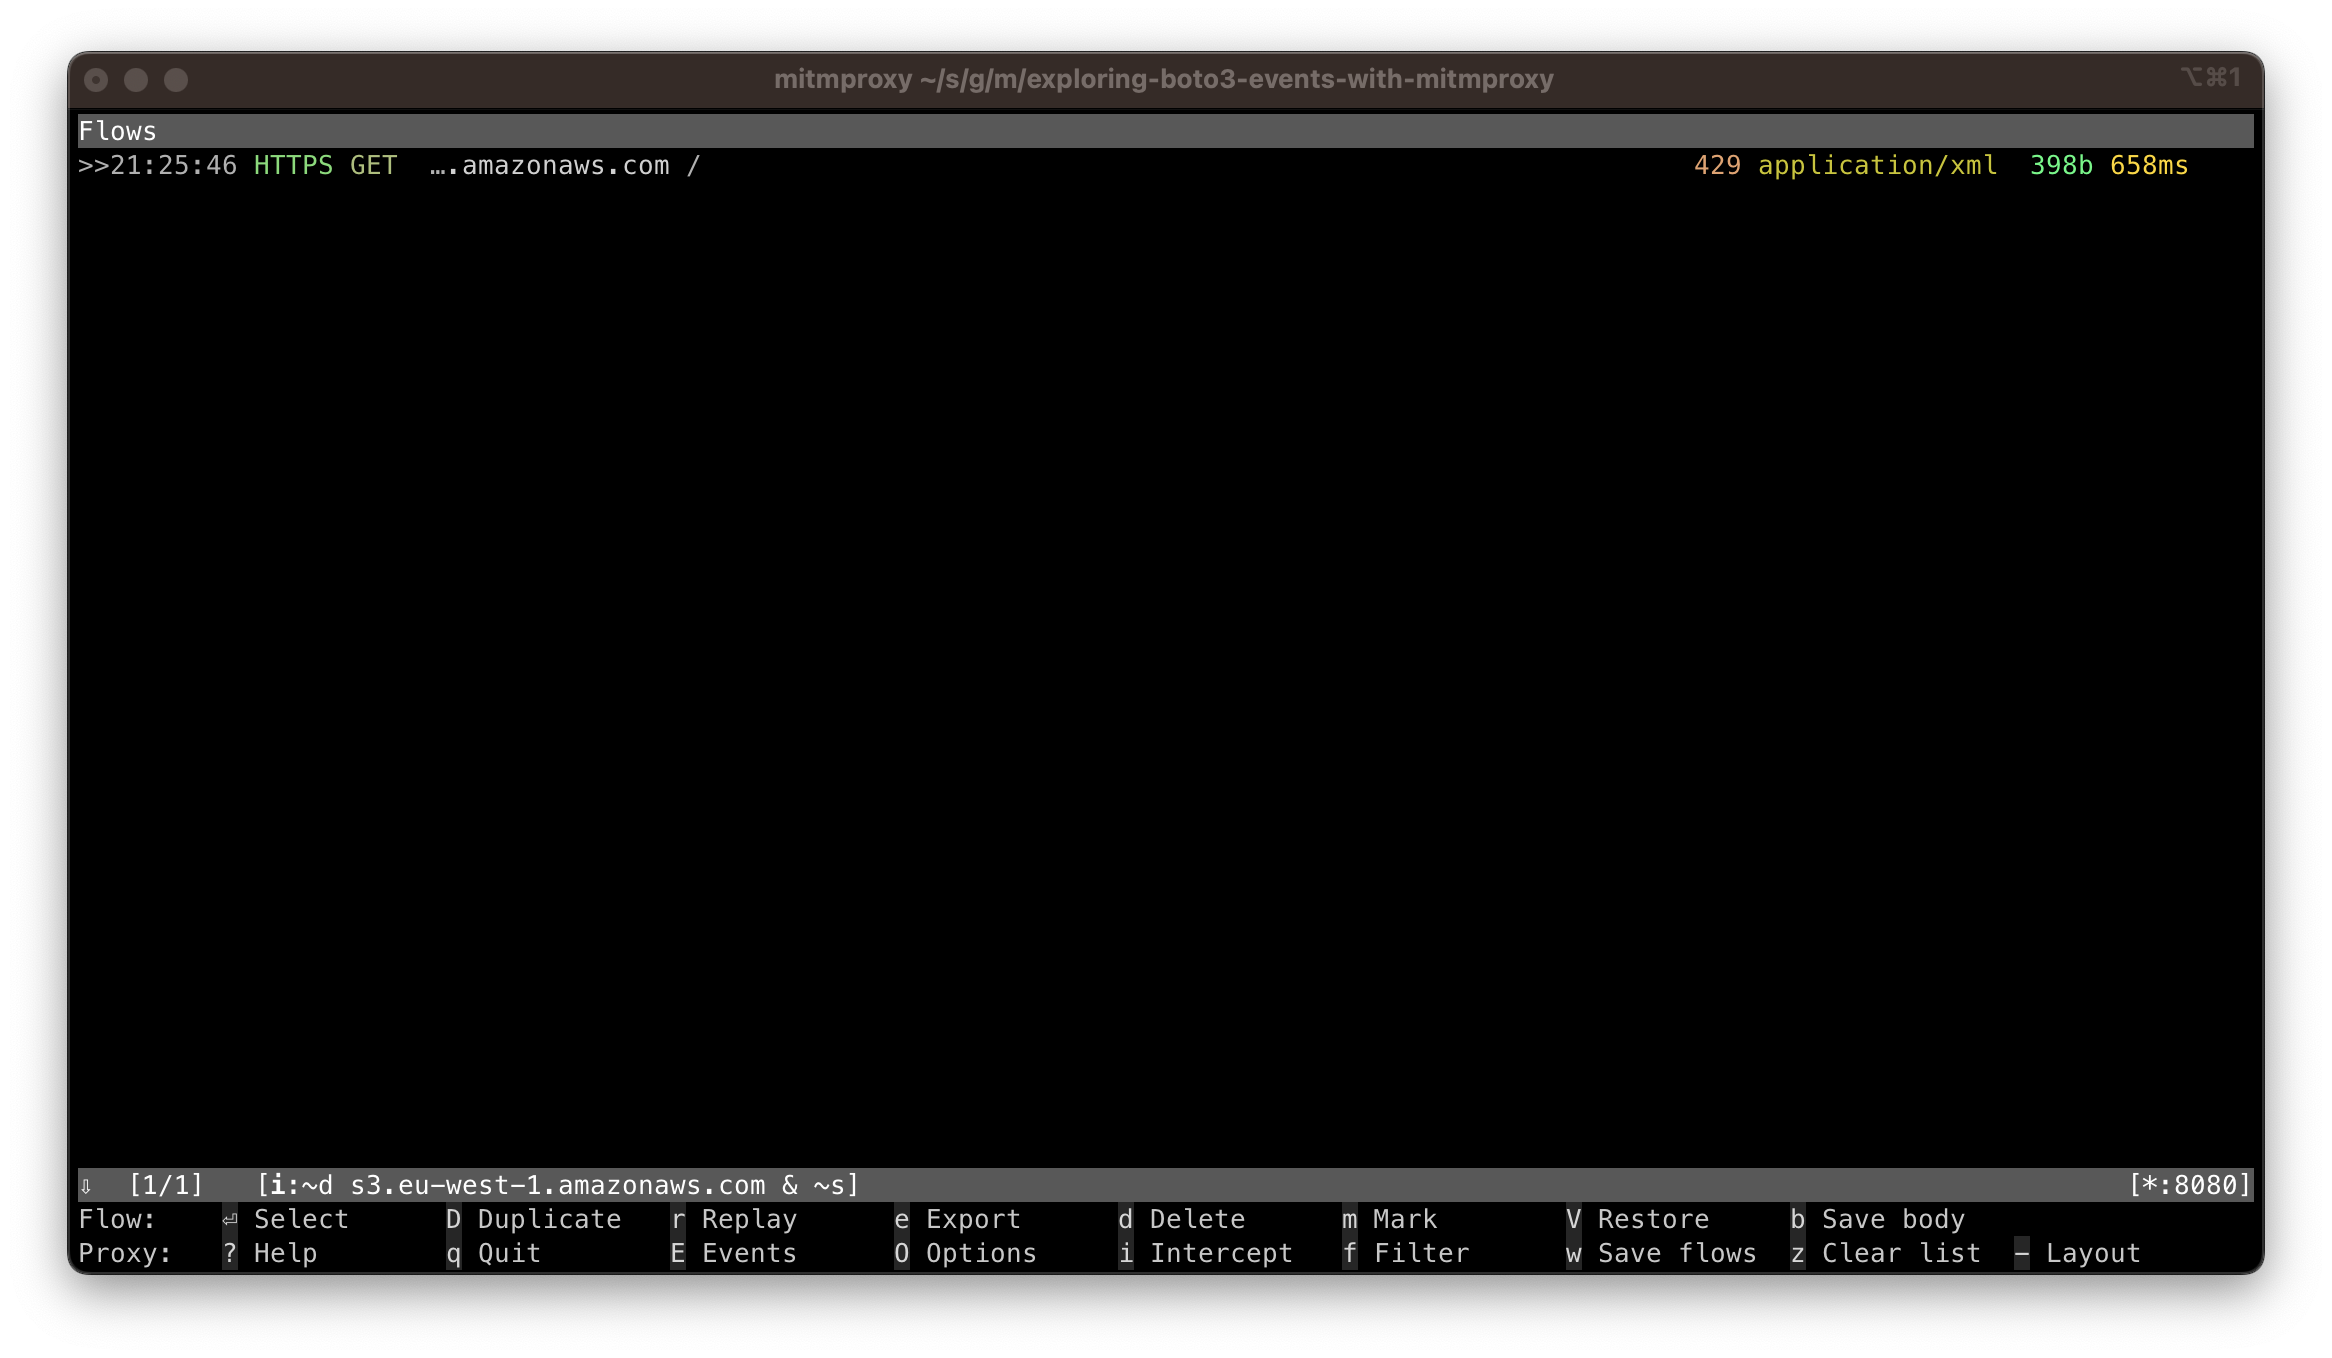 mitmproxy ~/s/g/m/exploring-boto3-events-with-mitmproxy ⌥⌘1
Flows
>>21:25:46 HTTPS GET ….amazonaws.com / 429 application/xml 398b 658ms
⇩ [1/1] [i:~d s3.eu-west-1.amazonaws.com & ~s] [*:8080]
Flow: ⏎ Select D Duplicate r Replay e Export d Delete m Mark V Restore b Save body
Proxy: ? Help q Quit E Events O Options i Intercept f Filter w Save flows z Clear list - Layout